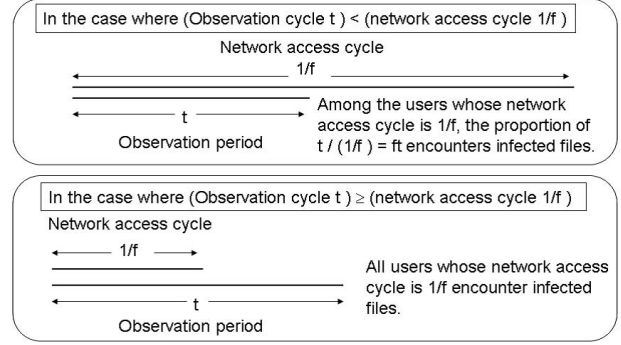 In the case where (Observation cycle t ) < (network access cycle 1/f )
Network access cycle
1/f
t
Observation period
Among the users whose network
access cycle is 1/f, the proportion of
t / (1/f ) = ft encounters infected files.
In the case where (Observation cycle t ) ≥ (network access cycle 1/f )
Network access cycle
1/f
t
Observation period
All users whose network access
cycle is 1/f encounter infected
files.